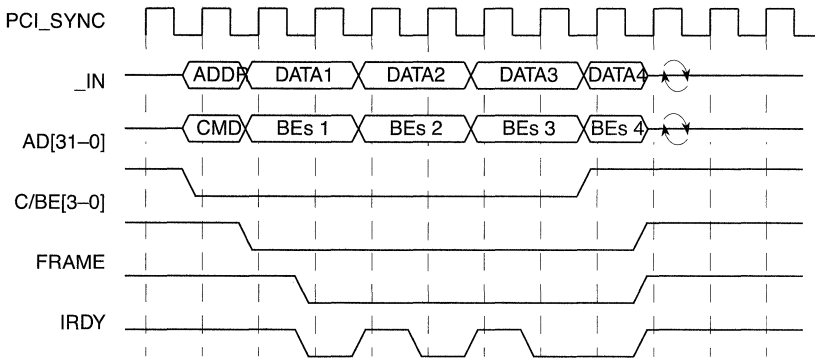 PCI_SYNC
_IN
ADDR DATA1 DATA2 DATA3 DATA4
AD[31–0]
CMD BEs 1 BEs 2 BEs 3 BEs 4
C/BE[3–0]
FRAME
IRDY